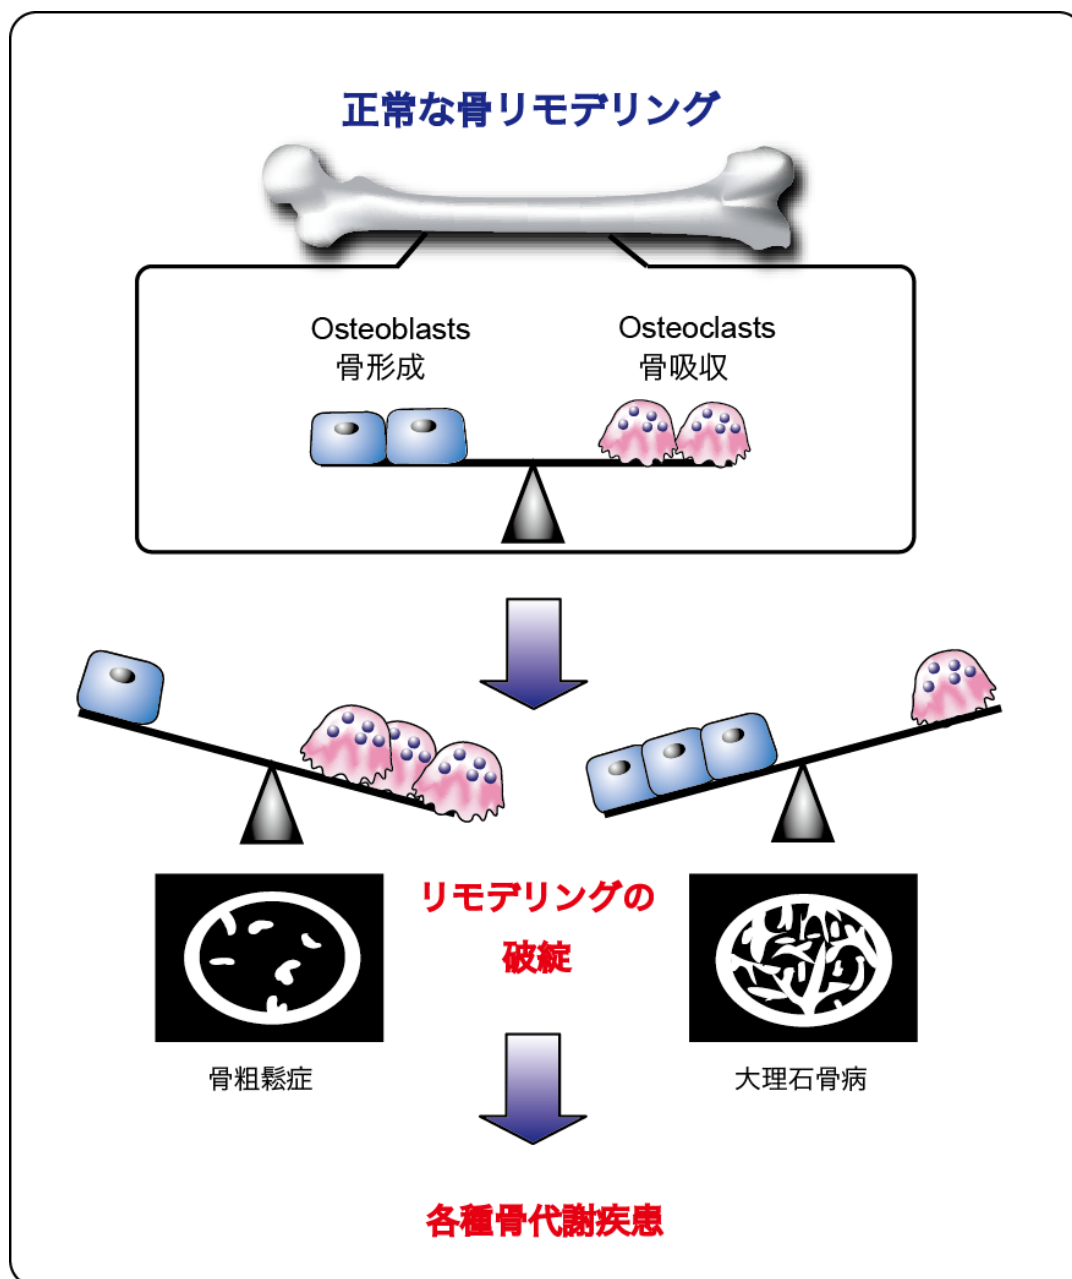 正常な骨リモデリング
Osteoblasts
骨形成
Osteoclasts
骨吸収
リモデリングの
破綻
骨粗鬆症
大理石骨病
各種骨代謝疾患